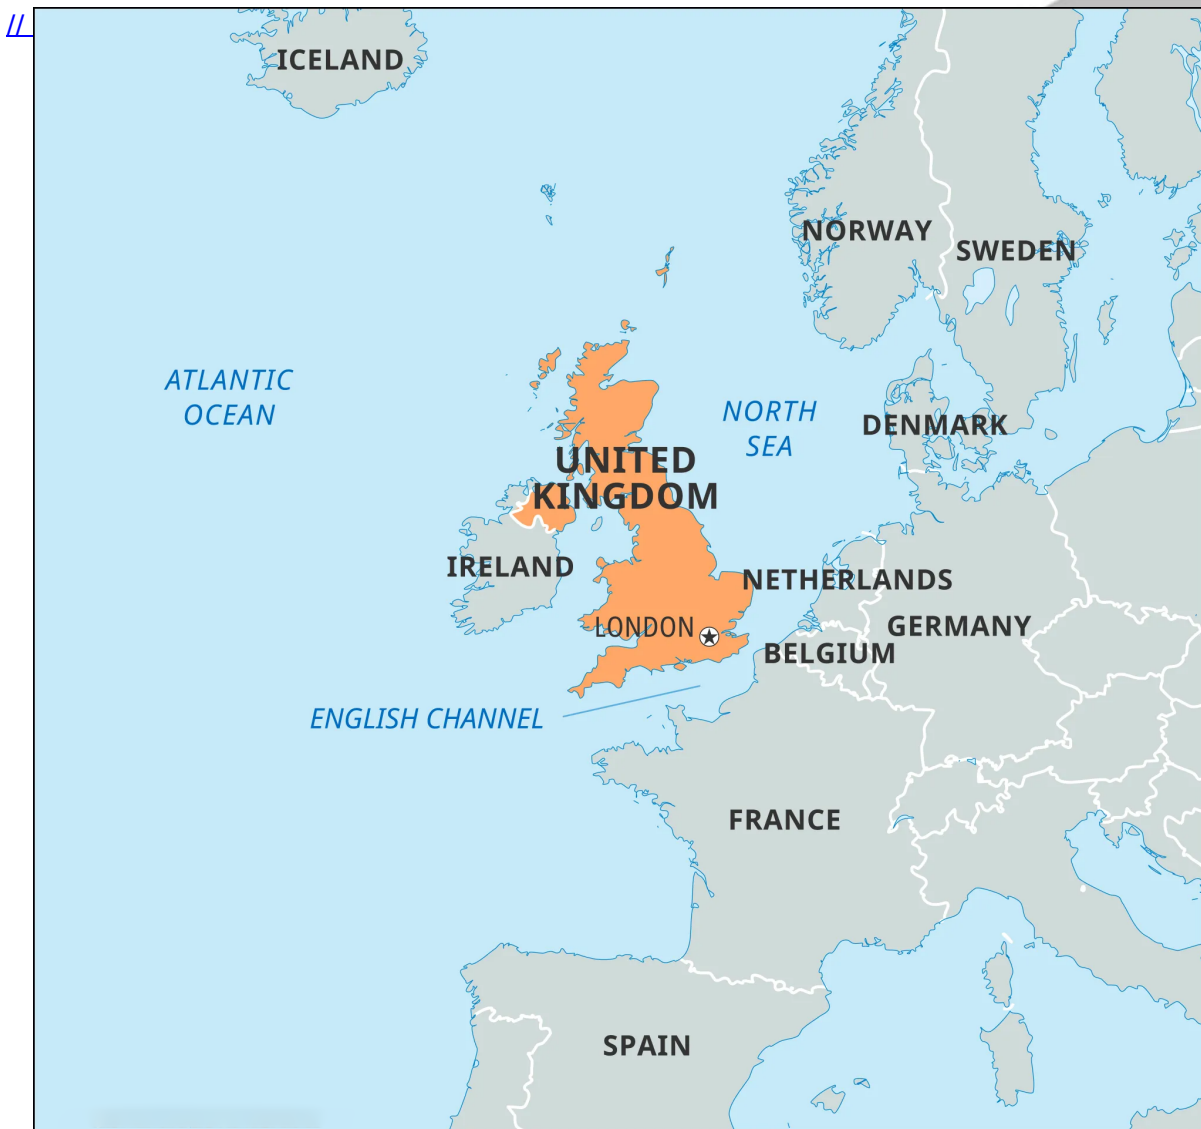 //
ICELAND
NORWAY
SWEDEN
ATLANTIC
OCEAN
NORTH
SEA
DENMARK
UNITED
KINGDOM
IRELAND
NETHERLANDS
LONDON
GERMANY
BELGIUM
ENGLISH CHANNEL
FRANCE
SPAIN